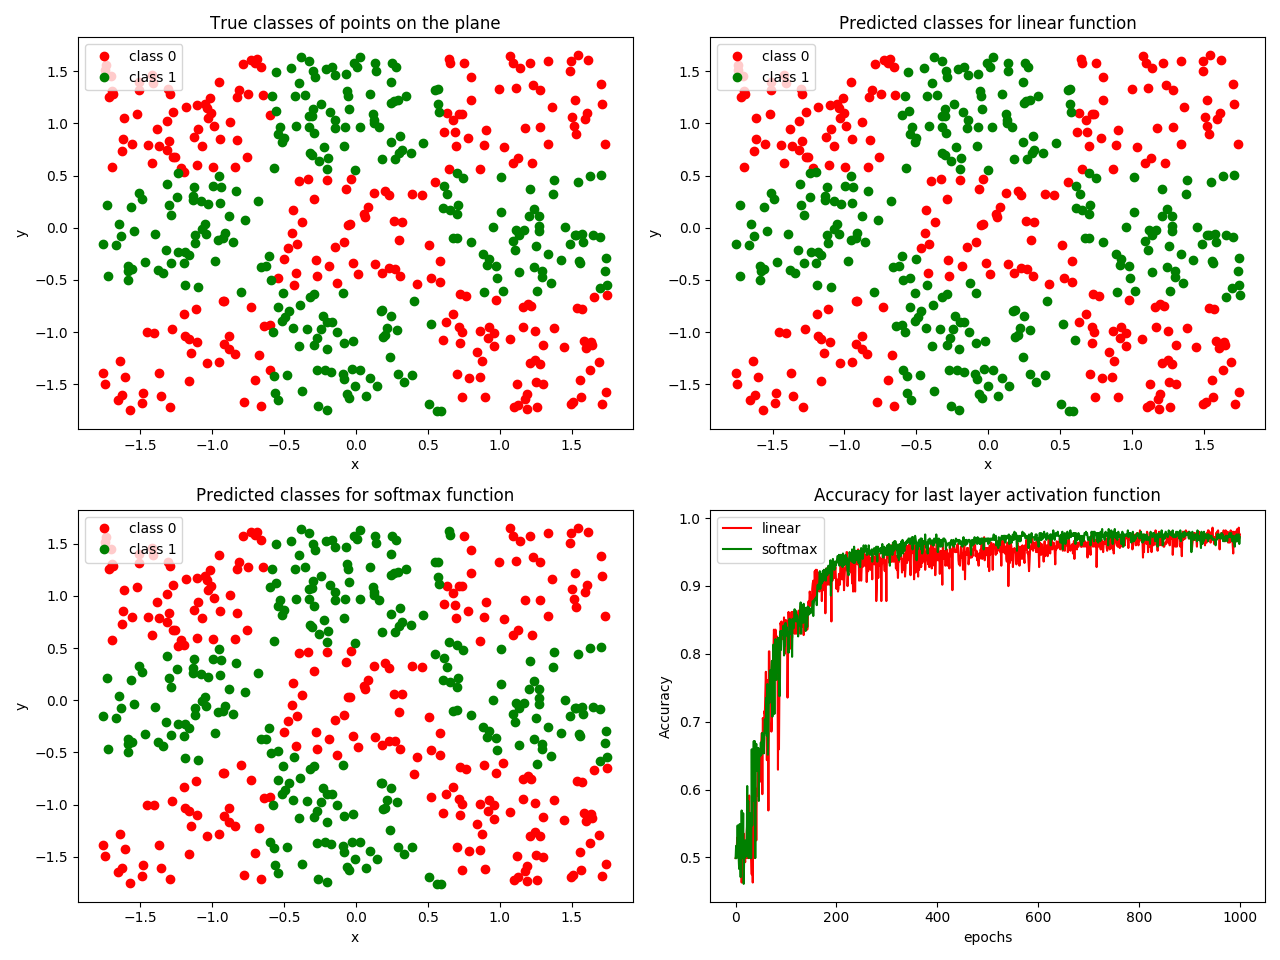 True classes of points on the plane
class 0
class 1
1.5
1.0
0.5
0.0
−0.5
−1.0
−1.5
y
−1.5 −1.0 −0.5 0.0 0.5 1.0 1.5
x
Predicted classes for linear function
class 0
class 1
1.5
1.0
0.5
0.0
−0.5
−1.0
−1.5
y
−1.5 −1.0 −0.5 0.0 0.5 1.0 1.5
x
Predicted classes for softmax function
class 0
class 1
1.5
1.0
0.5
0.0
−0.5
−1.0
−1.5
y
−1.5 −1.0 −0.5 0.0 0.5 1.0 1.5
x
Accuracy for last layer activation function
linear
softmax
1.0
0.9
0.8
0.7
0.6
0.5
Accuracy
0 200 400 600 800 1000
epochs